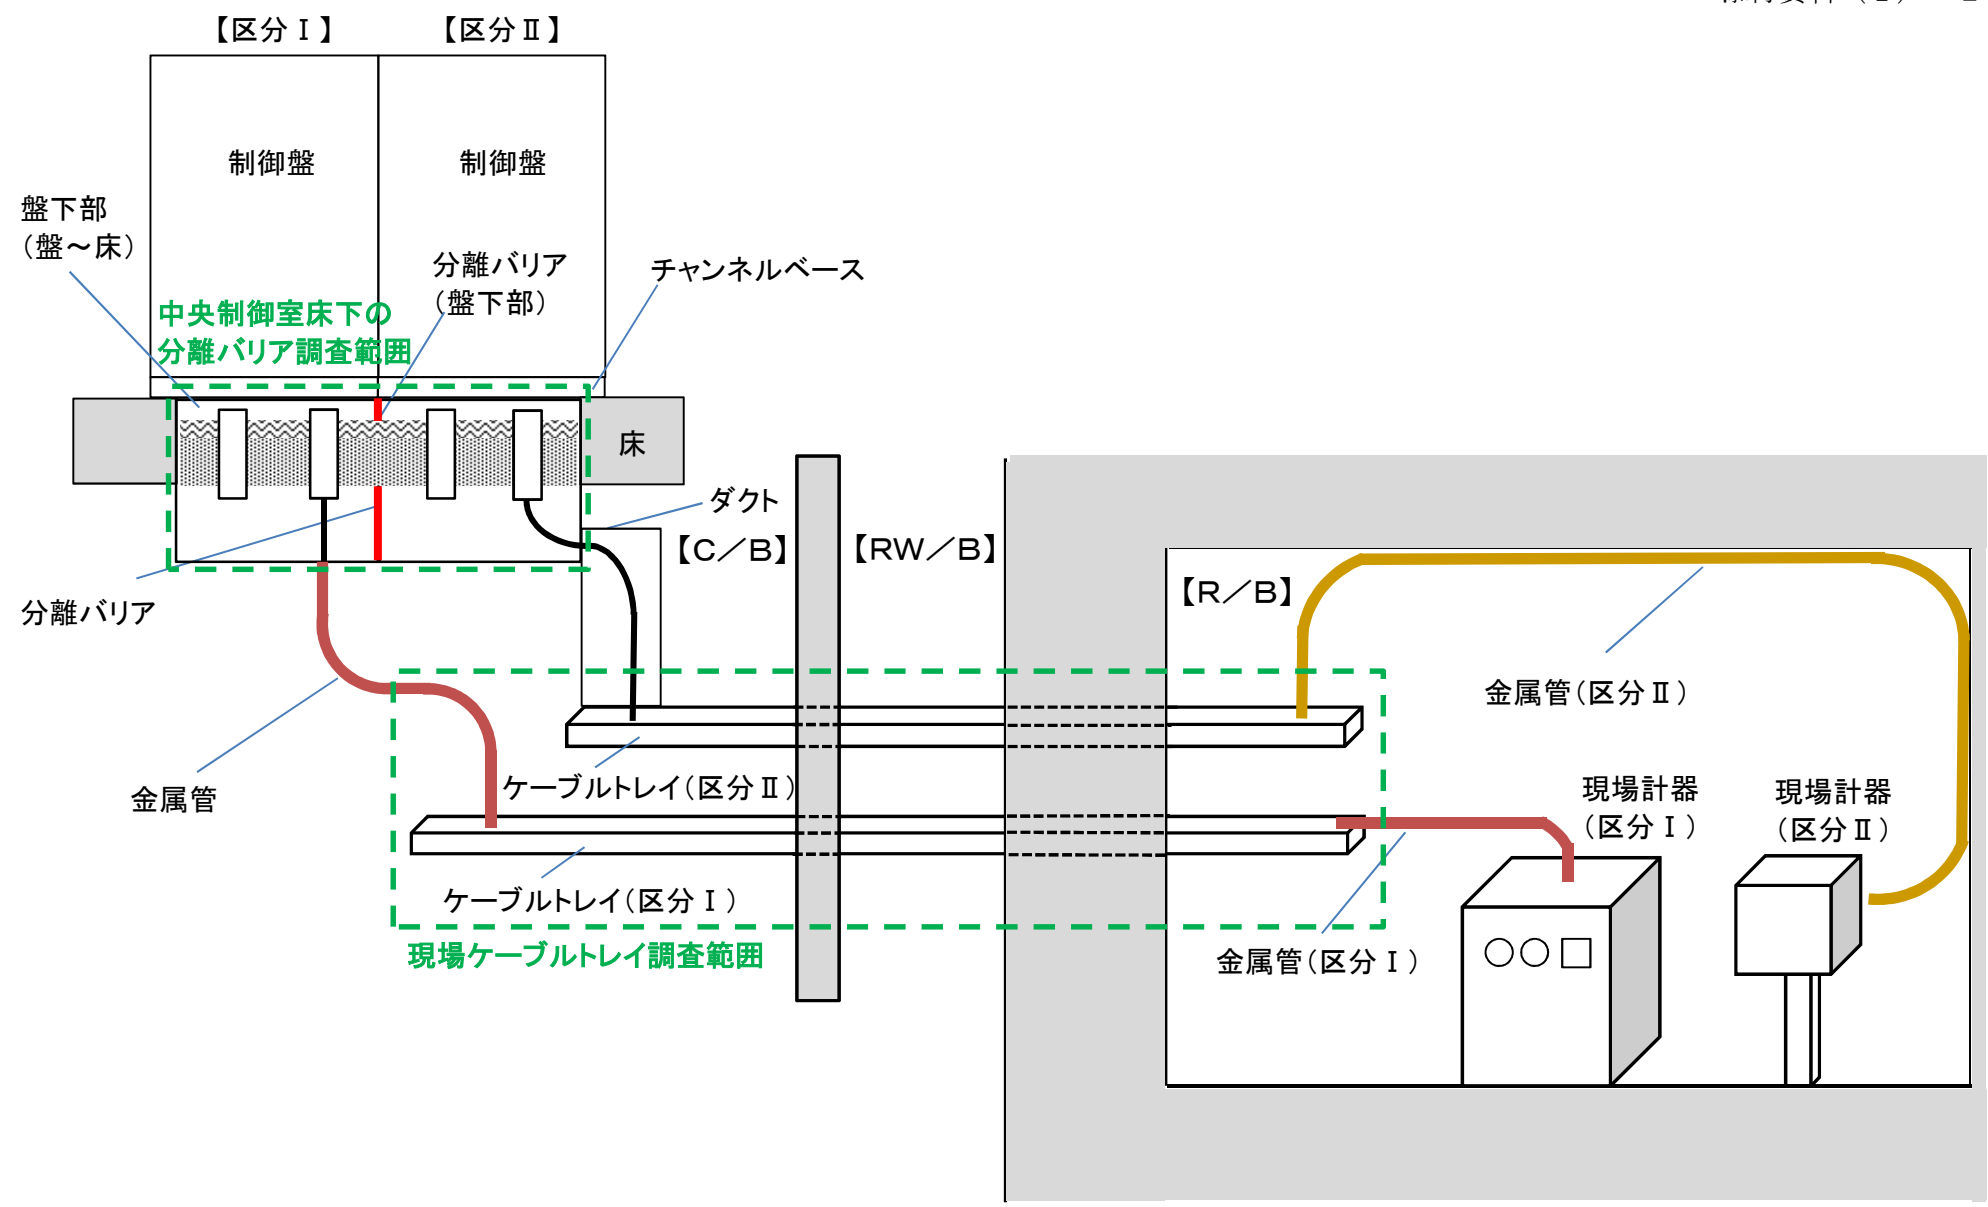 【区分Ⅰ】
【区分Ⅱ】
制御盤
制御盤
盤下部
（盤～床）
分離バリア
（盤下部）
チャンネルベース
中央制御室床下の
分離バリア調査範囲
床
ダクト
【C／B】
【RW／B】
【R／B】
分離バリア
金属管（区分Ⅱ）
金属管
ケーブルトレイ（区分Ⅱ）
現場計器
（区分Ⅰ）
現場計器
（区分Ⅱ）
ケーブルトレイ（区分Ⅰ）
現場ケーブルトレイ調査範囲
金属管（区分Ⅰ）